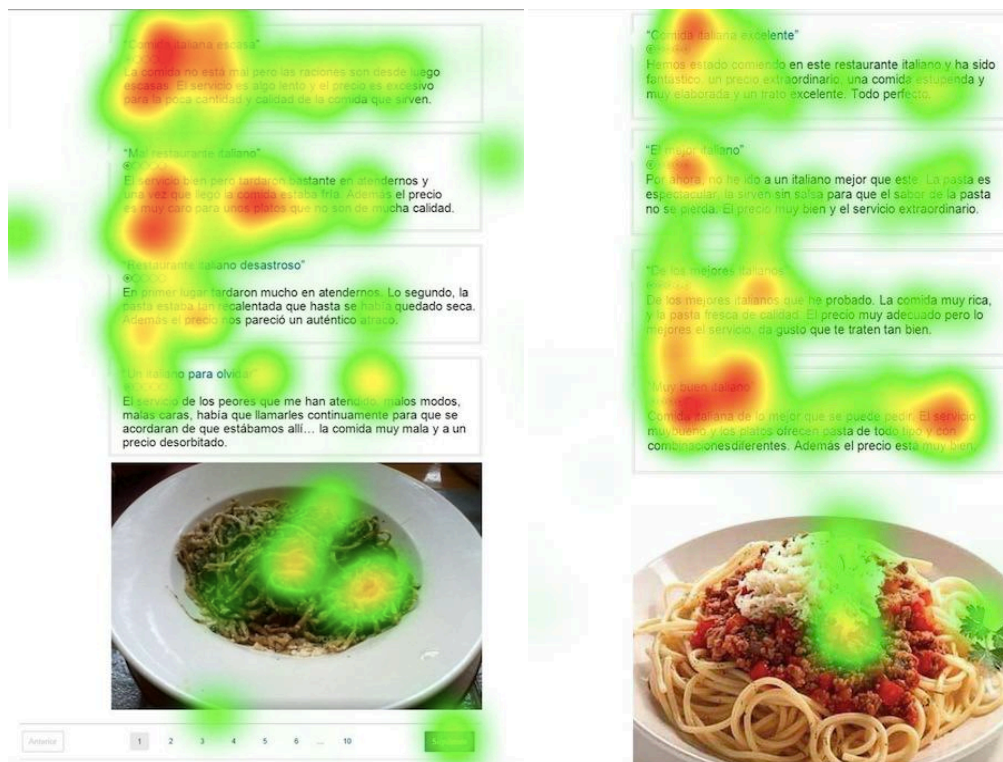 “Comida italiana escasa”
La comida no está mal pero las raciones son desde luego
escasas. El servicio es algo lento y el precio es excesivo
para la poca cantidad y calidad de la comida que sirven.
“Mal restaurante italiano”
El servicio bien pero tardaron bastante en atendernos y
una vez que llegó la comida estaba fría. Además el precio
es muy caro para unos platos que no son de mucha calidad.
“Restaurante italiano desastroso”
En primer lugar tardaron mucho en atendernos. Lo segundo, la
pasta estaba tan recalentada que hasta se había quedado seca.
Además el precio nos pareció un auténtico atraco.
“Un italiano para olvidar”
El servicio de los peores que me han atendido, malos modos,
malas caras, había que llamarles continuamente para que se
acordaran de que estábamos allí... la comida muy mala y a un
precio desorbitado.
Anterior 1 2 3 4 5 6 ... 10 Siguiente
“Comida italiana excelente”
Hemos estado comiendo en este restaurante italiano y ha sido
fantástico, un precio extraordinario, una comida estupenda y
muy elaborada y un trato excelente. Todo perfecto.
“El mejor italiano”
Por ahora, no he ido a un italiano mejor que este. La pasta es
espectacular, la sirven sin salsa para que el sabor de la pasta
no se pierda. El precio muy bien y el servicio extraordinario.
“De los mejores italianos”
De los mejores italianos que he probado. La comida muy rica,
y la pasta fresca de calidad. El precio muy adecuado pero lo
mejores el servicio, da gusto que te traten tan bien.
“Muy buen italiano”
Comida italiana de lo mejor que se puede pedir. El servicio
muybueno y los platos ofrecen pasta de todo tipo y con
combinacionesdiferentes. Además el precio está muy bien.